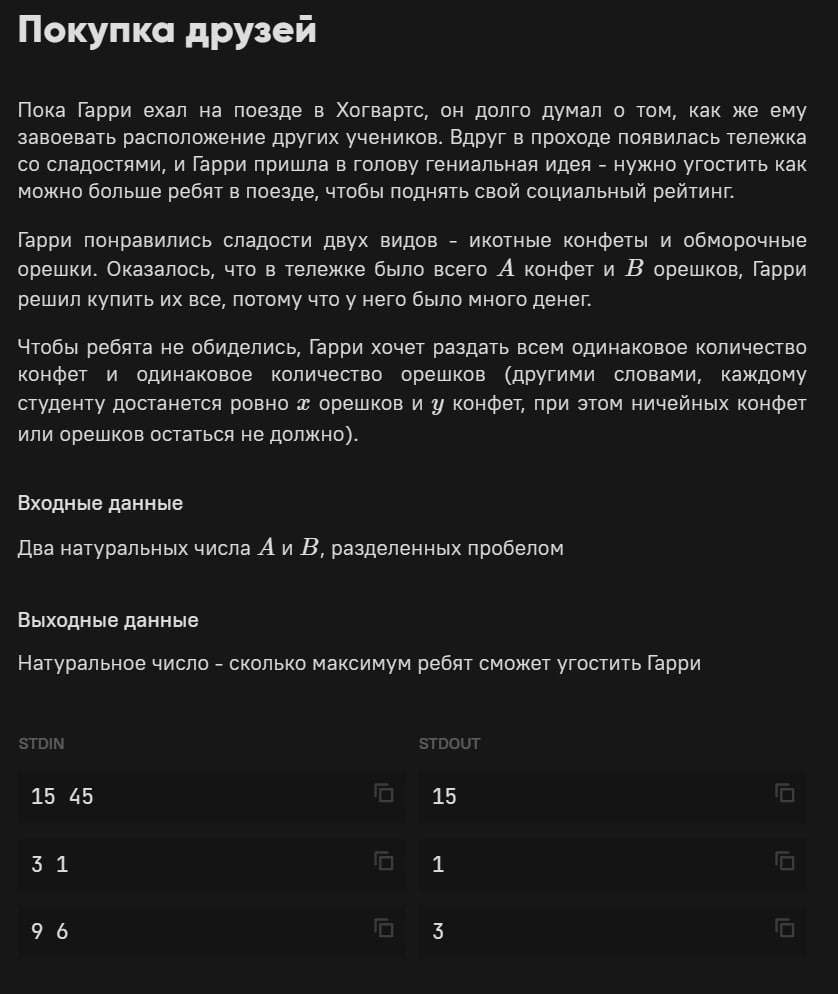 Покупка друзей
Пока Гарри ехал на поезде в Хогвартс, он долго думал о том, как же ему
завоевать расположение других учеников. Вдруг в проходе появилась тележка
со сладостями, и Гарри пришла в голову гениальная идея - нужно угостить как
можно больше ребят в поезде, чтобы поднять свой социальный рейтинг.
Гарри понравились сладости двух видов - икотные конфеты и обморочные
орешки. Оказалось, что в тележке было всего A конфет и B орешков, Гарри
решил купить их все, потому что у него было много денег.
Чтобы ребята не обиделись, Гарри хочет раздать всем одинаковое количество
конфет и одинаковое количество орешков (другими словами, каждому
студенту достанется ровно x орешков и y конфет, при этом ничейных конфет
или орешков остаться не должно).
Входные данные
Два натуральных числа A и B, разделенных пробелом
Выходные данные
Натуральное число - сколько максимум ребят сможет угостить Гарри
STDIN STDOUT
15 45 15
3 1 1
9 6 3